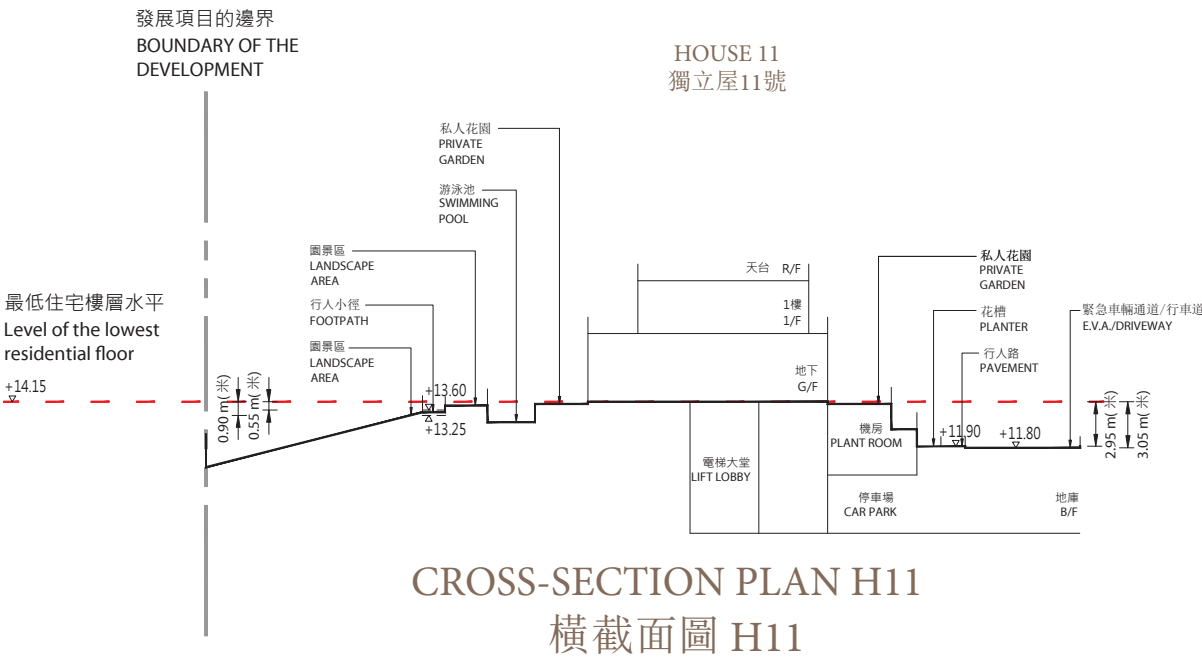 發展項目的邊界
BOUNDARY OF THE
DEVELOPMENT
HOUSE 11
獨立屋11號
私人花園
PRIVATE
GARDEN
游泳池
SWIMMING
POOL
園景區
LANDSCAPE
AREA
行人小徑
FOOTPATH
園景區
LANDSCAPE
AREA
天台 R/F
1樓
1/F
地下
G/F
私人花園
PRIVATE
GARDEN
花槽
PLANTER
行人路
PAVEMENT
緊急車輛通道/行車道
E.V.A./DRIVEWAY
最低住宅樓層水平
Level of the lowest
residential floor
+14.15
0.90 m(米)
0.55 m(米)
+13.60
+13.25
機房
PLANT ROOM
+11.90
+11.80
2.95 m(米)
3.05 m(米)
電梯大堂
LIFT LOBBY
停車場
CAR PARK
地庫
B/F
CROSS-SECTION PLAN H11
橫截面圖 H11